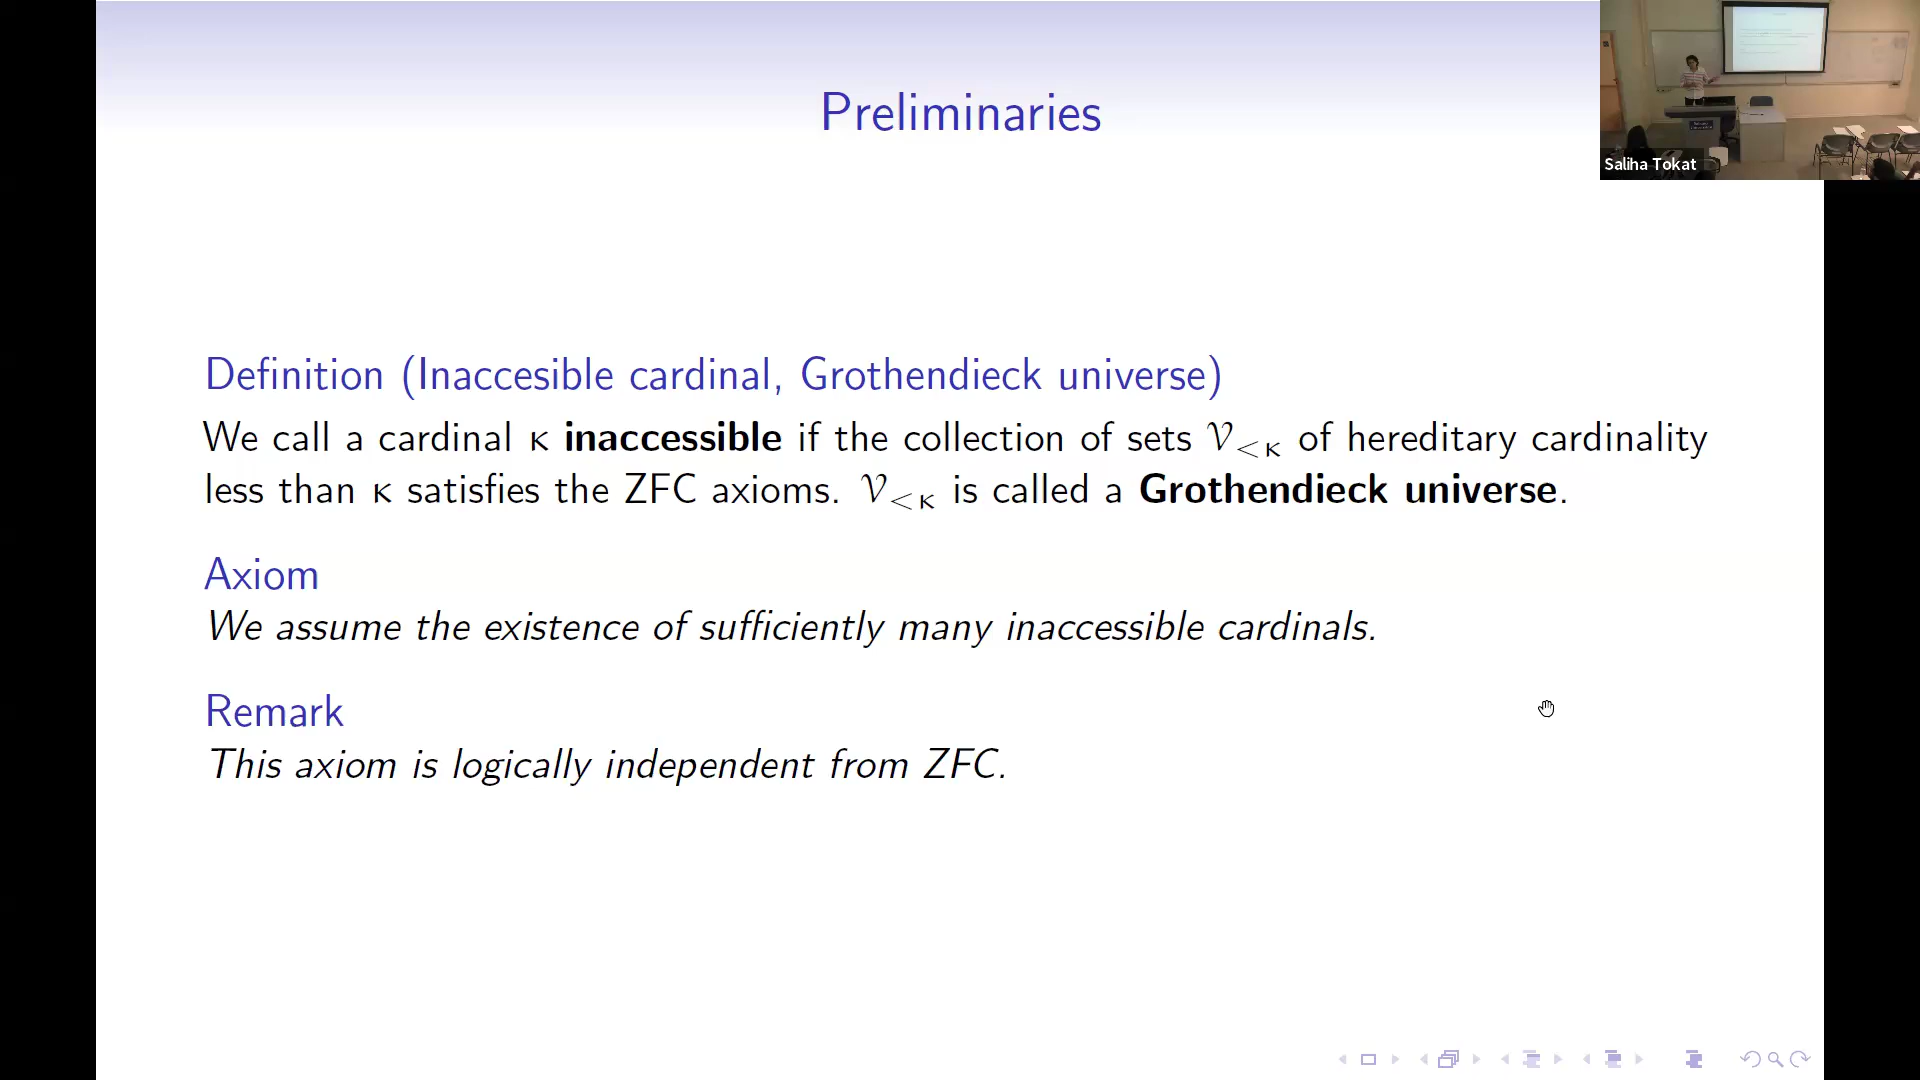 Preliminaries
Saliha Tokat
Definition (Inaccesible cardinal, Grothendieck universe)
We call a cardinal κ inaccessible if the collection of sets 𝒱<κ of hereditary cardinality
less than κ satisfies the ZFC axioms. 𝒱<κ is called a Grothendieck universe.
Axiom
We assume the existence of sufficiently many inaccessible cardinals.
Remark
This axiom is logically independent from ZFC.